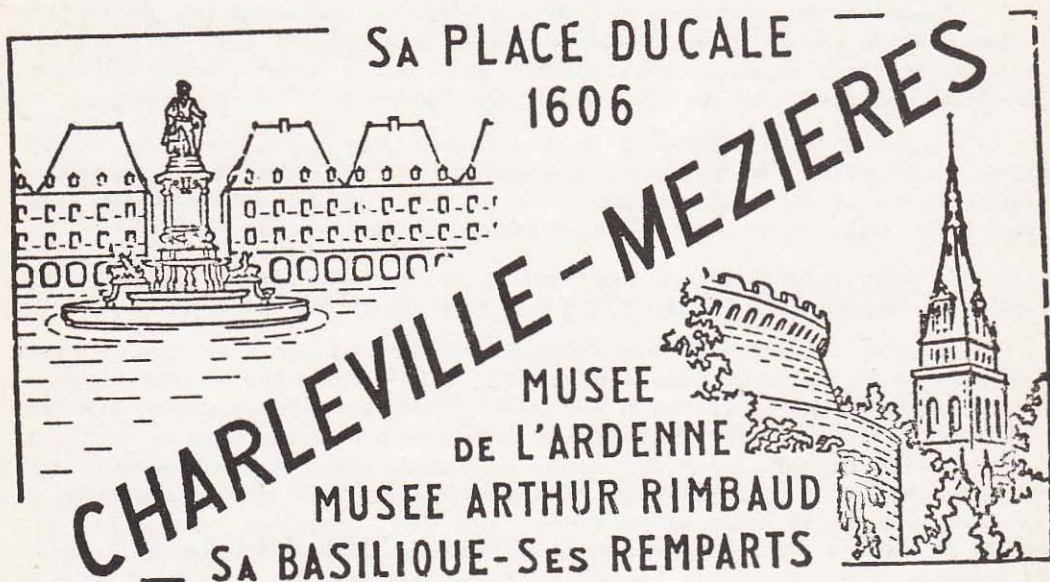 SA PLACE DUCALE
1606
CHARLEVILLE-MEZIERES
MUSEE
DE L'ARDENNE
MUSEE ARTHUR RIMBAUD
SA BASILIQUE-SES REMPARTS